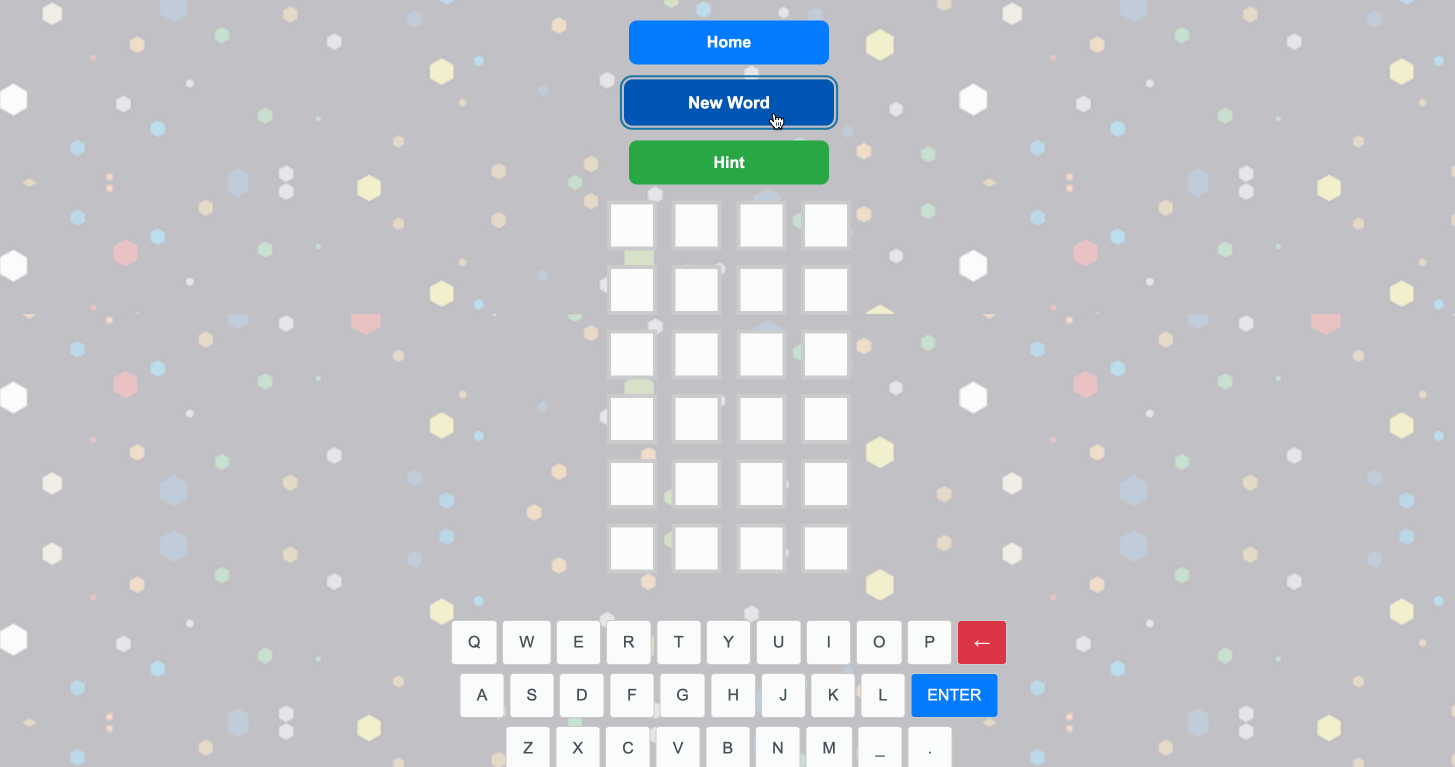 Home
New Word
Hint
Q W E R T Y U I O P ←
A S D F G H J K L ENTER
Z X C V B N M _ .